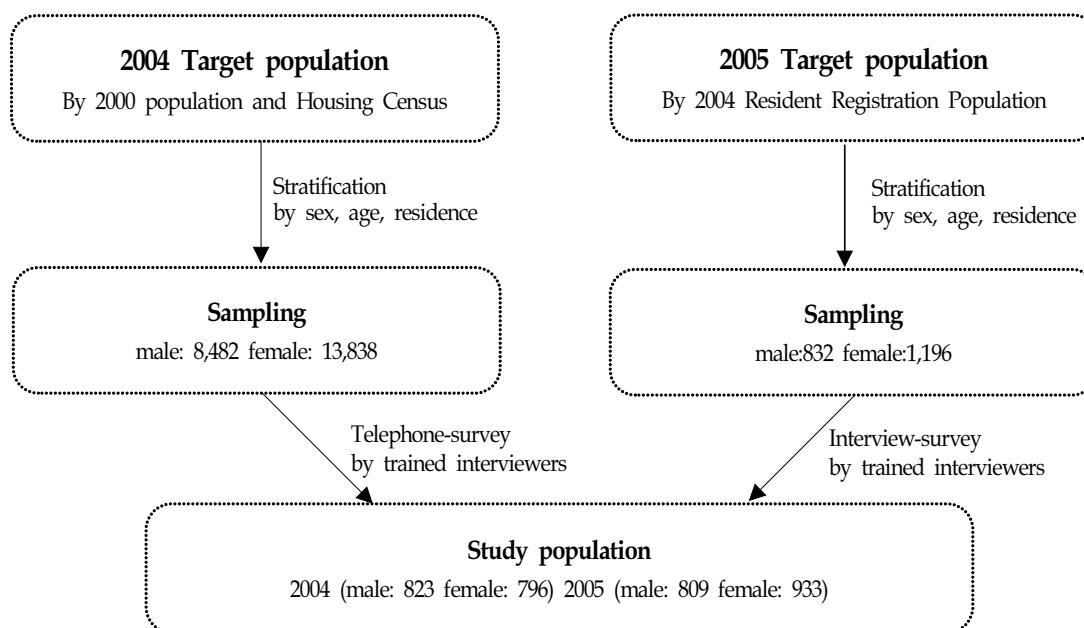 2004 Target population
By 2000 population and Housing Census
2005 Target population
By 2004 Resident Registration Population
Stratification
by sex, age, residence
Stratification
by sex, age, residence
Sampling
male: 8,482 female: 13,838
Sampling
male:832 female:1,196
Telephone-survey
by trained interviewers
Interview-survey
by trained interviewers
Study population
2004 (male: 823 female: 796) 2005 (male: 809 female: 933)